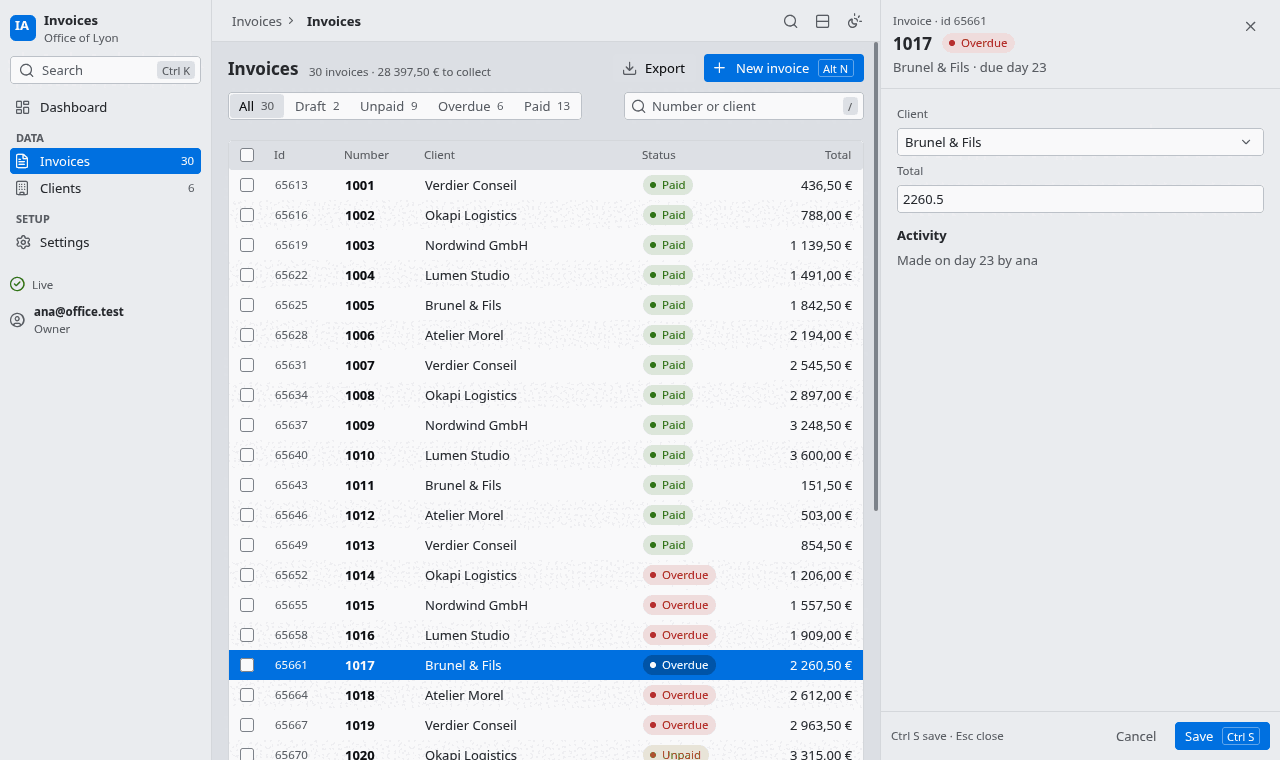 IA
Invoices
Office of Lyon
Search Ctrl K
Dashboard
DATA
Invoices 30
Clients 6
SETUP
Settings
Live
ana@office.test
Owner
Invoices > Invoices
Invoices 30 invoices · 28 397,50 € to collect
Export
New invoice Alt N
All 30 Draft 2 Unpaid 9 Overdue 6 Paid 13
Number or client /
Id Number Client Status Total
65613 1001 Verdier Conseil Paid 436,50 €
65616 1002 Okapi Logistics Paid 788,00 €
65619 1003 Nordwind GmbH Paid 1 139,50 €
65622 1004 Lumen Studio Paid 1 491,00 €
65625 1005 Brunel & Fils Paid 1 842,50 €
65628 1006 Atelier Morel Paid 2 194,00 €
65631 1007 Verdier Conseil Paid 2 545,50 €
65634 1008 Okapi Logistics Paid 2 897,00 €
65637 1009 Nordwind GmbH Paid 3 248,50 €
65640 1010 Lumen Studio Paid 3 600,00 €
65643 1011 Brunel & Fils Paid 151,50 €
65646 1012 Atelier Morel Paid 503,00 €
65649 1013 Verdier Conseil Paid 854,50 €
65652 1014 Okapi Logistics Overdue 1 206,00 €
65655 1015 Nordwind GmbH Overdue 1 557,50 €
65658 1016 Lumen Studio Overdue 1 909,00 €
65661 1017 Brunel & Fils Overdue 2 260,50 €
65664 1018 Atelier Morel Overdue 2 612,00 €
65667 1019 Verdier Conseil Overdue 2 963,50 €
65670 1020 Okapi Logistics Unpaid 3 315,00 €
Invoice · id 65661
1017 Overdue
Brunel & Fils · due day 23
Client
Brunel & Fils
Total
2260.5
Activity
Made on day 23 by ana
Ctrl S save · Esc close
Cancel
Save Ctrl S